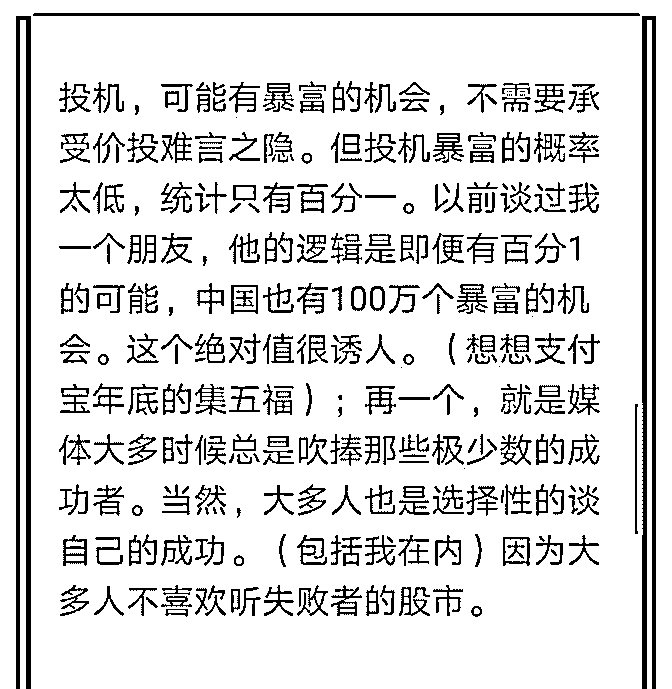 投机，可能有暴富的机会，不需要承
受价投难言之隐。但投机暴富的概率
太低，统计只有百分一。以前谈过我
一个朋友，他的逻辑是即便有百分1
的可能，中国也有100万个暴富的机
会。这个绝对值很诱人。（想想支付
宝年底的集五福）；再一个，就是媒
体大多时候总是吹捧那些极少数的成
功者。当然，大多人也是选择性的谈
自己的成功。（包括我在内）因为大
多人不喜欢听失败者的股市。